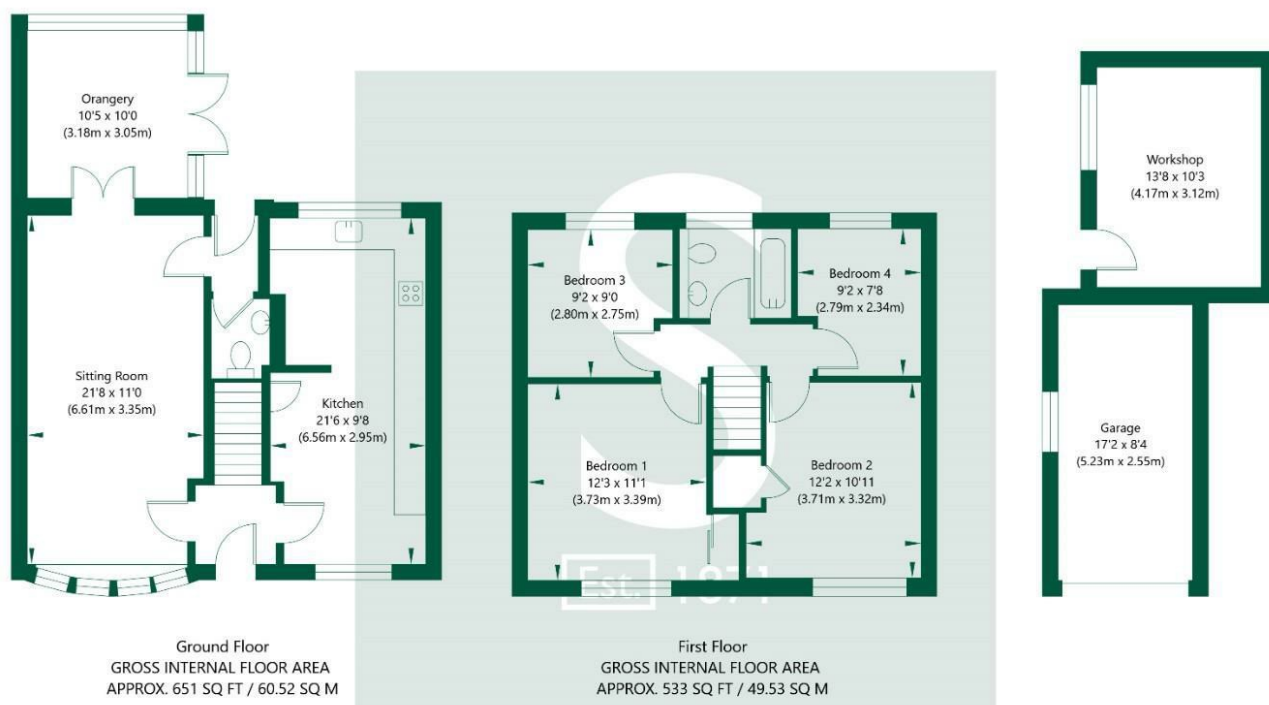 Orangery
10'5 x 10'0
(3.18m x 3.05m)
Sitting Room
21'8 x 11'0
(6.61m x 3.35m)
Kitchen
21'6 x 9'8
(6.56m x 2.95m)
Ground Floor
GROSS INTERNAL FLOOR AREA
APPROX. 651 SQ FT / 60.52 SQ M
Bedroom 3
9'2 x 9'0
(2.80m x 2.75m)
Bedroom 4
9'2 x 7'8
(2.79m x 2.34m)
Bedroom 1
12'3 x 11'1
(3.73m x 3.39m)
Bedroom 2
12'2 x 10'11
(3.71m x 3.32m)
S
Est. 1871
First Floor
GROSS INTERNAL FLOOR AREA
APPROX. 533 SQ FT / 49.53 SQ M
Workshop
13'8 x 10'3
(4.17m x 3.12m)
Garage
17'2 x 8'4
(5.23m x 2.55m)